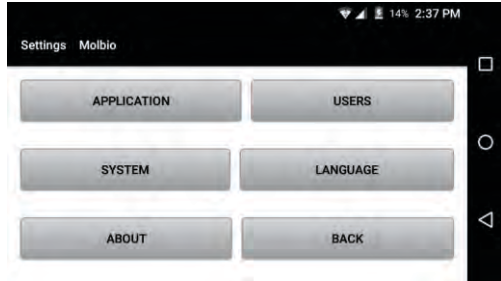 14% 2:37 PM
Settings Molbio
APPLICATION USERS
SYSTEM LANGUAGE
ABOUT BACK